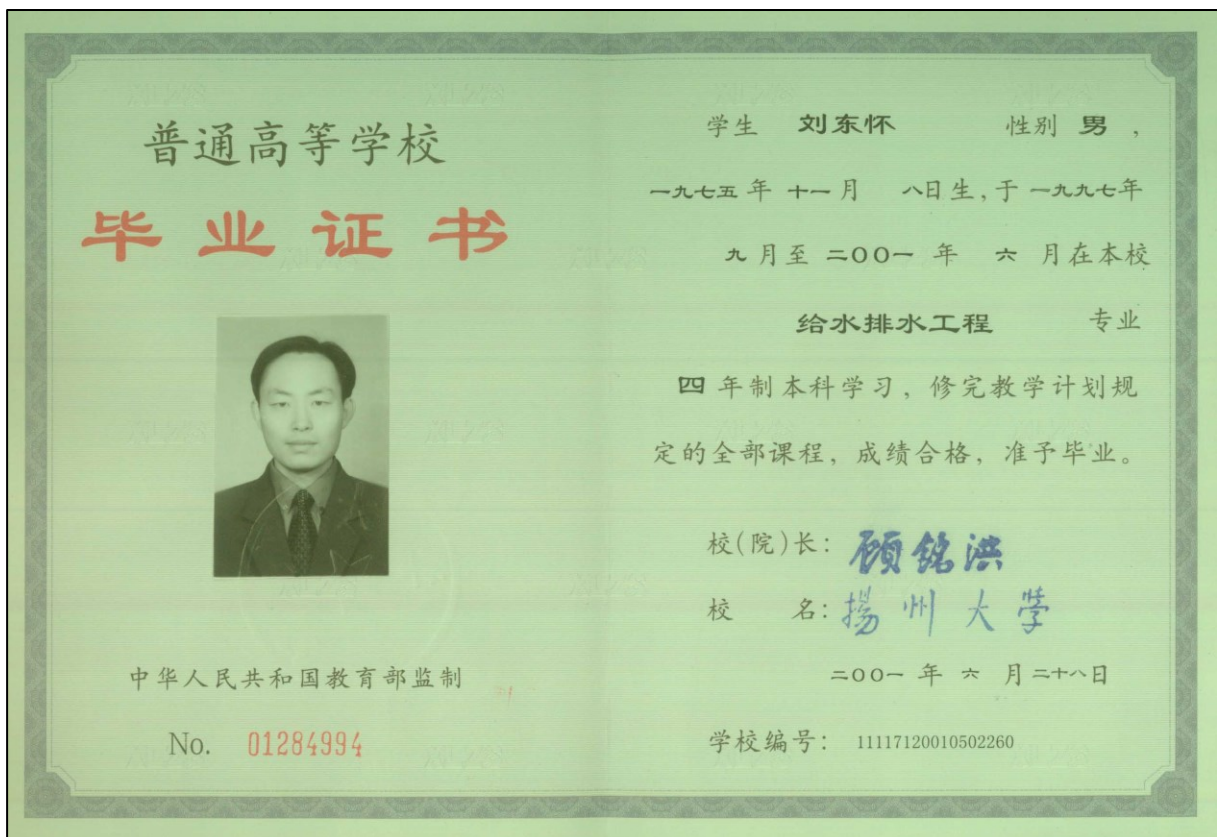 普通高等学校
毕业证书
中华人民共和国教育部监制
No. 01284994
学生 刘东怀 性别 男，
一九七五年 十一月 八日生，于一九九七年
九月至 二〇〇一 年 六 月在本校
给水排水工程 专业
四 年制本科学习，修完教学计划规
定的全部课程，成绩合格，准予毕业。
校(院)长：顾铭洪
校 名：揚州大學
二〇〇一 年 六 月二十八日
学校编号： 11117120010502260